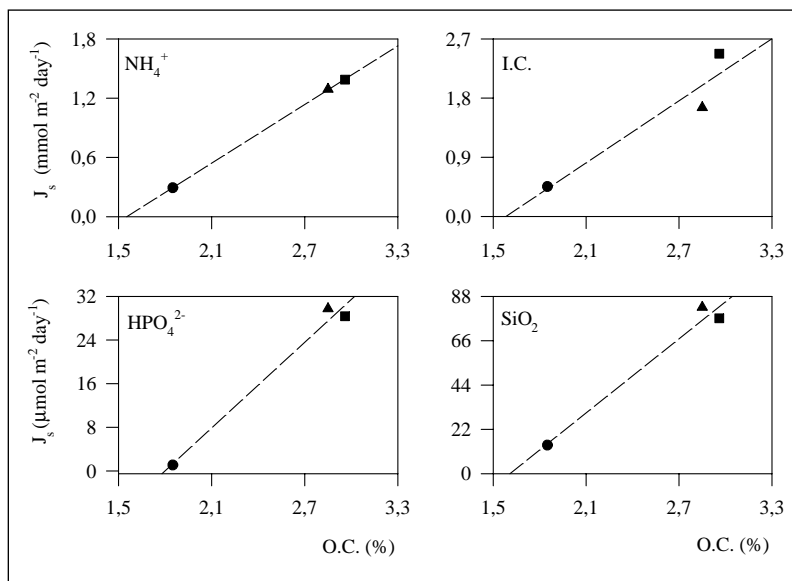 NH₄⁺
I.C.
J_s (mmol m⁻² day⁻¹)
1,8
1,2
0,6
0,0
1,5 2,1 2,7 3,3
2,7
1,8
0,9
0,0
1,5 2,1 2,7 3,3
HPO₄²⁻
SiO₂
J_s (µmol m⁻² day⁻¹)
32
24
16
8
0
1,5 2,1 2,7 3,3
88
66
44
22
0
1,5 2,1 2,7 3,3
O.C. (%)
O.C. (%)